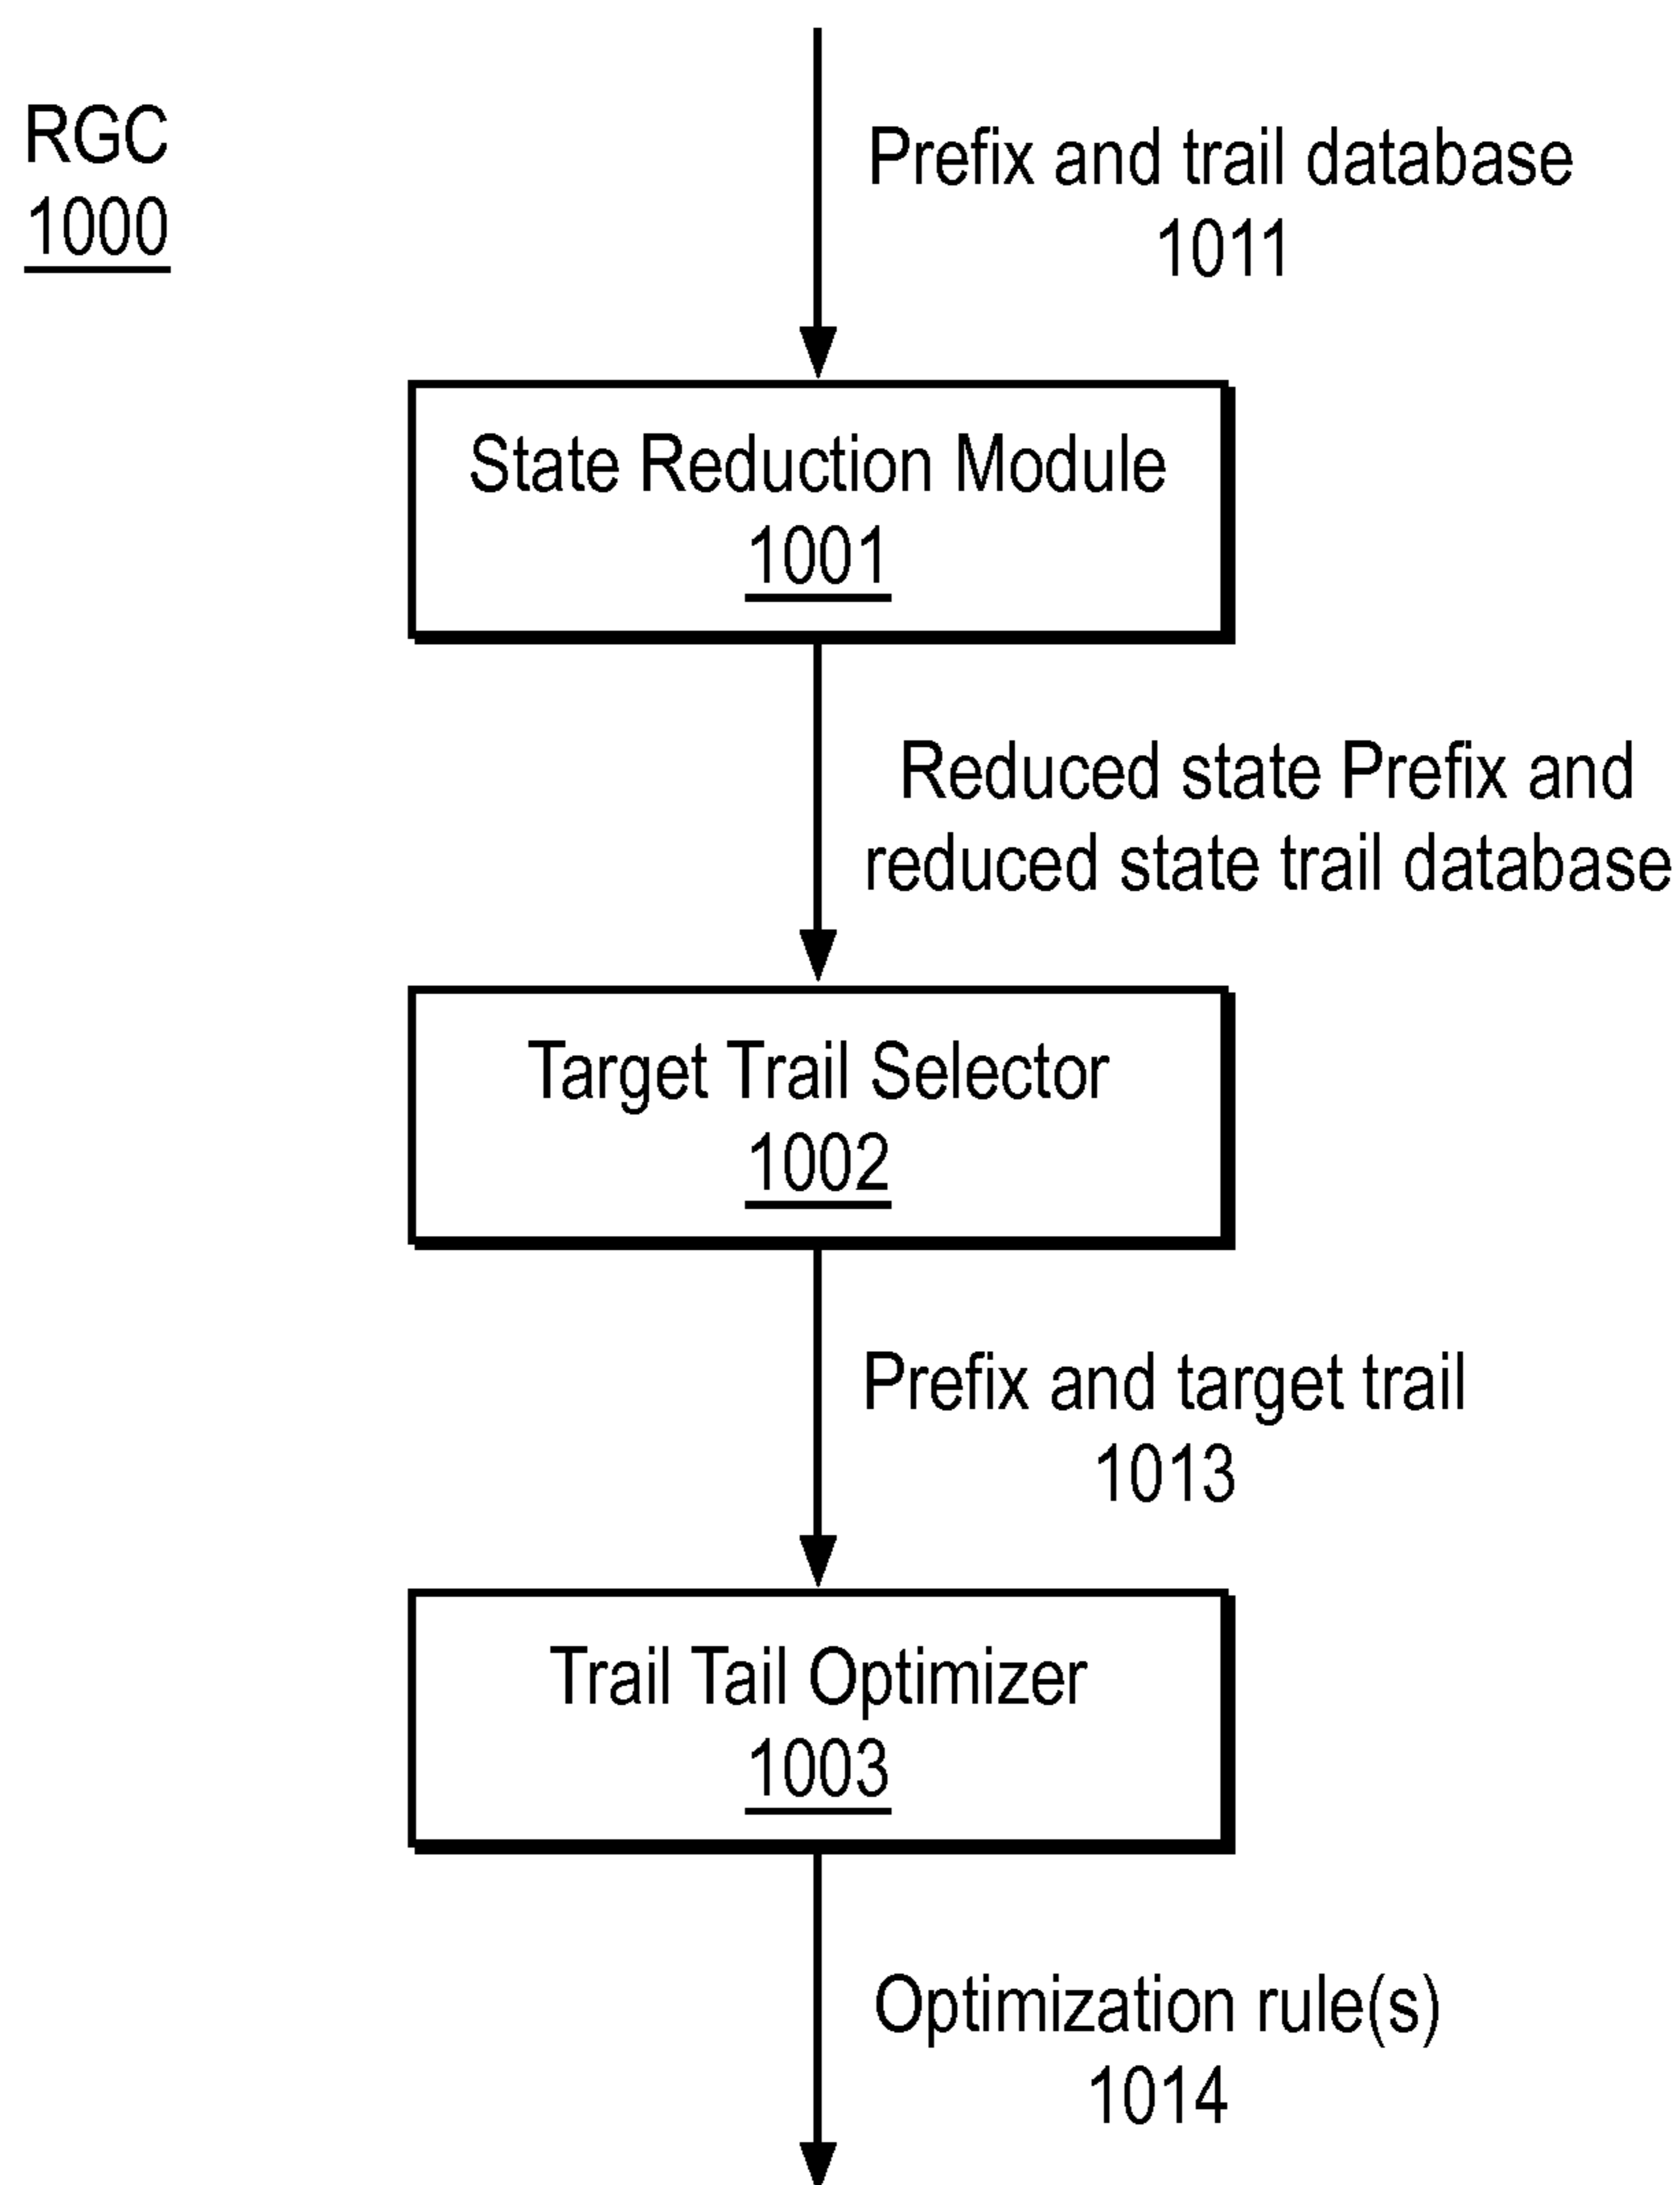 RGC
1000
Prefix and trail database
1011
State Reduction Module
1001
Reduced state Prefix and
reduced state trail database
Target Trail Selector
1002
Prefix and target trail
1013
Trail Tail Optimizer
1003
Optimization rule(s)
1014